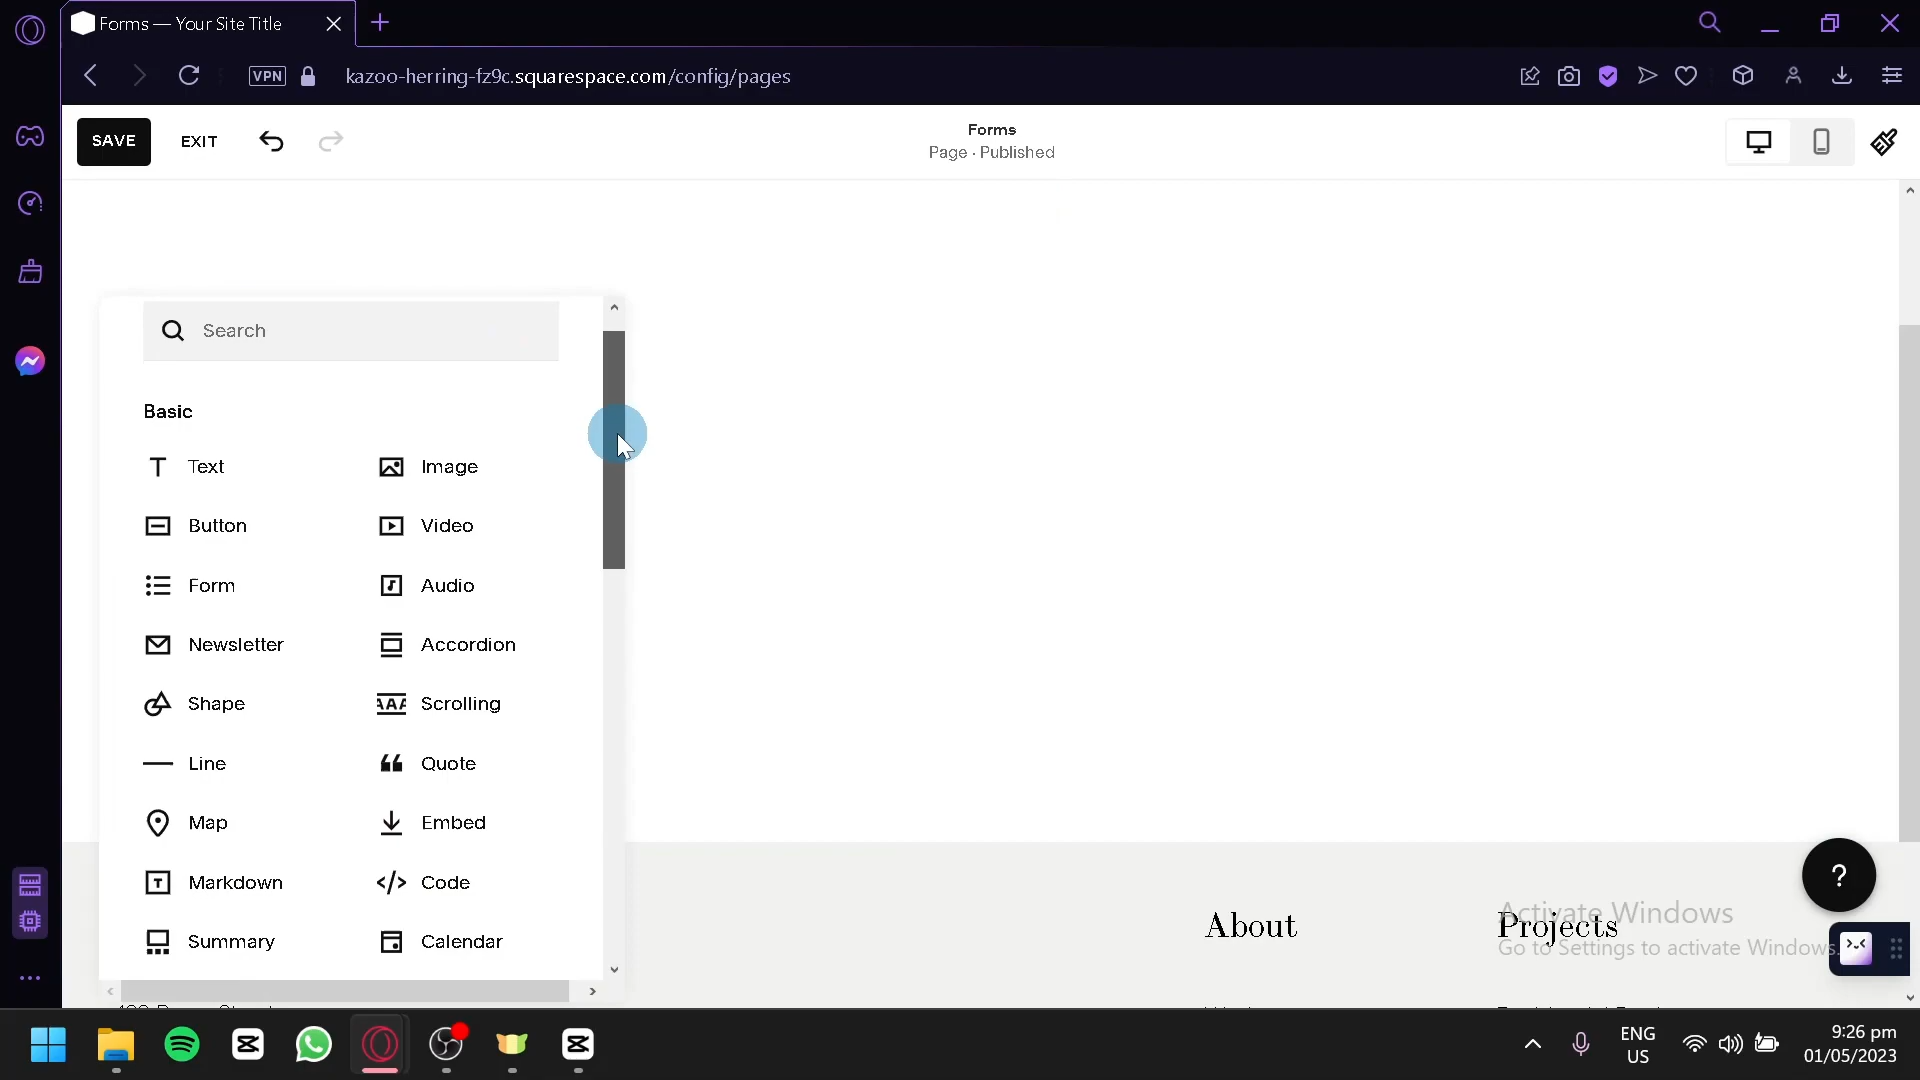 Forms — Your Site Title
VPN
kazoo-herring-fz9c.squarespace.com/config/pages
SAVE
EXIT
Forms
Page · Published
Search
Basic
Text
Image
Button
Video
Form
Audio
Newsletter
Accordion
Shape
Scrolling
Line
Quote
Map
Embed
Markdown
Code
Summary
Calendar
?
About
Projects
Activate Windows
Go to Settings to activate Windows.
ENG
US
9:26 pm
01/05/2023